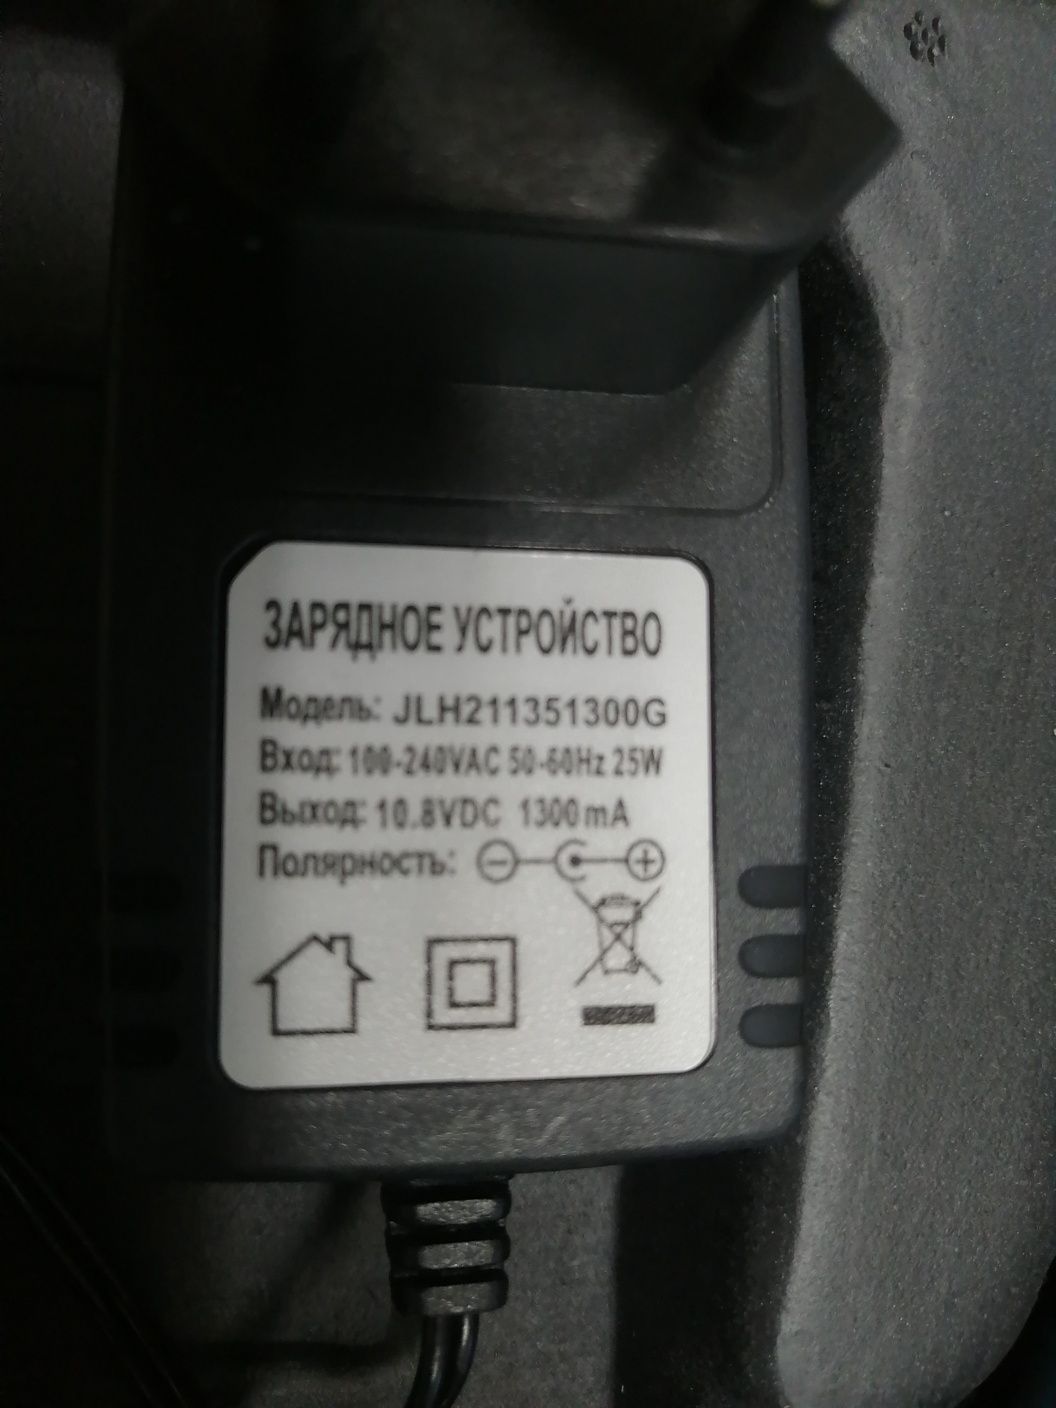 ЗАРЯДНОЕ УСТРОЙСТВО
Модель: JLH211351300G
Вход: 100-240VAC 50-60Hz 25W
Выход: 10.8VDC 1300mA
Полярность: